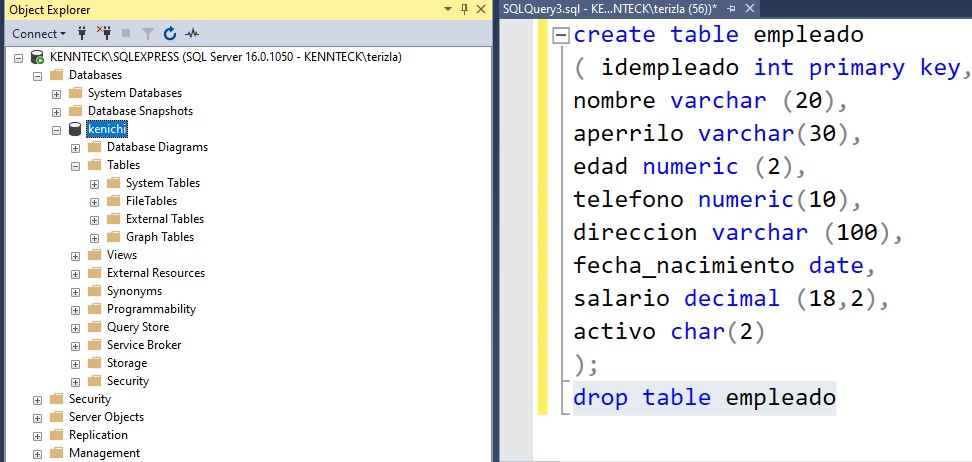 Object Explorer
Connect
KENNTECK\SQLEXPRESS (SQL Server 16.0.1050 - KENNTECK\terizla)
Databases
System Databases
Database Snapshots
kenichi
Database Diagrams
Tables
System Tables
FileTables
External Tables
Graph Tables
Views
External Resources
Synonyms
Programmability
Query Store
Service Broker
Storage
Security
Security
Server Objects
Replication
Management
SQLQuery3.sql - KE...NTECK\terizla (56))*
create table empleado
( idempleado int primary key,
nombre varchar (20),
aperrilo varchar(30),
edad numeric (2),
telefono numeric(10),
direccion varchar (100),
fecha_nacimiento date,
salario decimal (18,2),
activo char(2)
);
drop table empleado